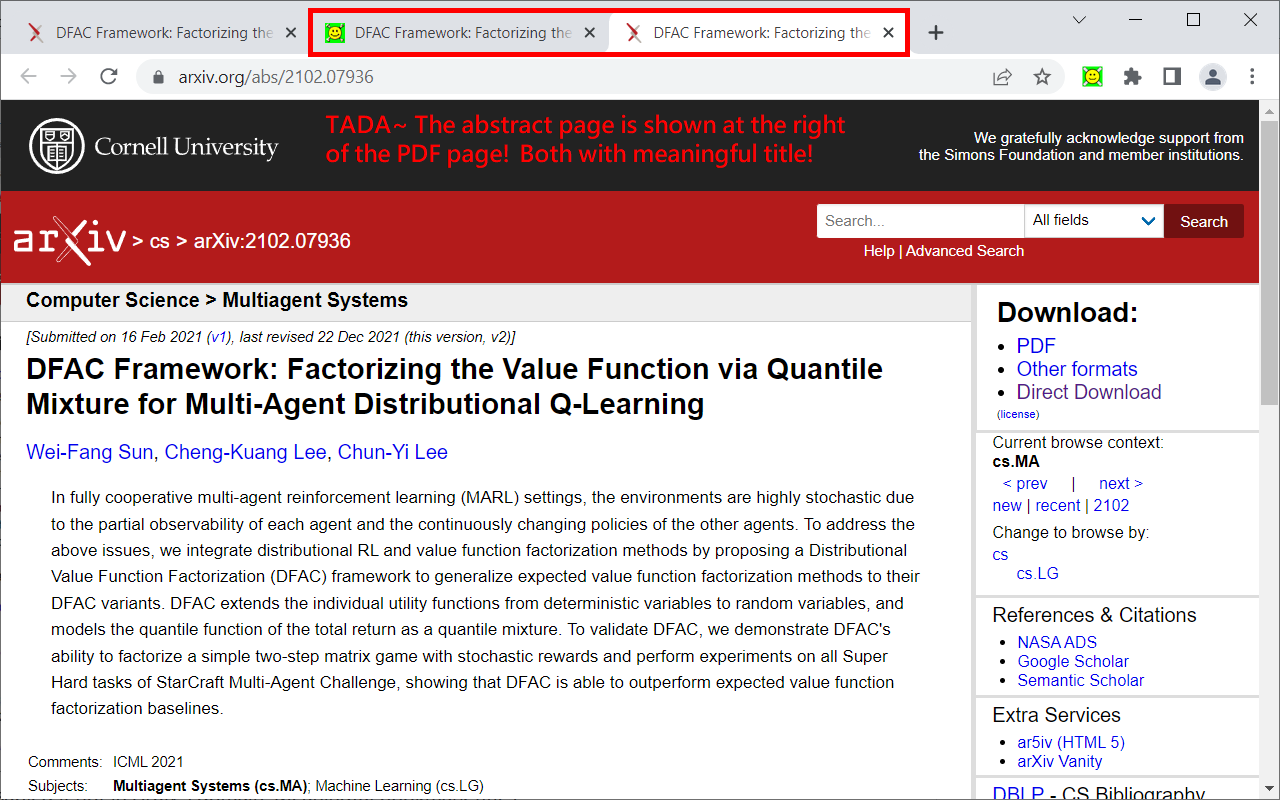 DFAC Framework: Factorizing the
DFAC Framework: Factorizing the
DFAC Framework: Factorizing the
arxiv.org/abs/2102.07936
Cornell University
TADA~ The abstract page is shown at the right
of the PDF page! Both with meaningful title!
We gratefully acknowledge support from
the Simons Foundation and member institutions.
arXiv > cs > arXiv:2102.07936
Search...
All fields
Search
Help | Advanced Search
Computer Science > Multiagent Systems
[Submitted on 16 Feb 2021 (v1), last revised 22 Dec 2021 (this version, v2)]
DFAC Framework: Factorizing the Value Function via Quantile
Mixture for Multi-Agent Distributional Q-Learning
Wei-Fang Sun, Cheng-Kuang Lee, Chun-Yi Lee
In fully cooperative multi-agent reinforcement learning (MARL) settings, the environments are highly stochastic due
to the partial observability of each agent and the continuously changing policies of the other agents. To address the
above issues, we integrate distributional RL and value function factorization methods by proposing a Distributional
Value Function Factorization (DFAC) framework to generalize expected value function factorization methods to their
DFAC variants. DFAC extends the individual utility functions from deterministic variables to random variables, and
models the quantile function of the total return as a quantile mixture. To validate DFAC, we demonstrate DFAC's
ability to factorize a simple two-step matrix game with stochastic rewards and perform experiments on all Super
Hard tasks of StarCraft Multi-Agent Challenge, showing that DFAC is able to outperform expected value function
factorization baselines.
Comments: ICML 2021
Subjects: Multiagent Systems (cs.MA); Machine Learning (cs.LG)
Download:
PDF
Other formats
Direct Download
(license)
Current browse context:
cs.MA
< prev | next >
new | recent | 2102
Change to browse by:
cs
cs.LG
References & Citations
NASA ADS
Google Scholar
Semantic Scholar
Extra Services
ar5iv (HTML 5)
arXiv Vanity
DBLP - CS Bibliography